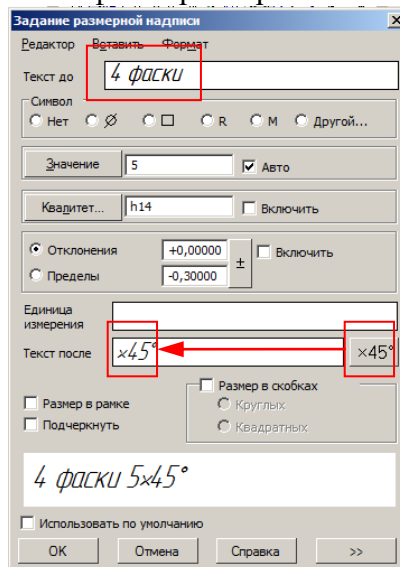 Задание размерной надписи
Редактор Вставить Формат
Текст до 4 фаски
Символ
Нет Ø □ R M Другой...
Значение 5 Авто
Квалитет... h14 Включить
Отклонения +0,00000 ± Включить
Пределы -0,30000
Единица
измерения
Текст после ×45° ×45°
Размер в скобках
Размер в рамке Круглых
Подчеркнуть Квадратных
4 фаски 5×45°
Использовать по умолчанию
OK Отмена Справка >>